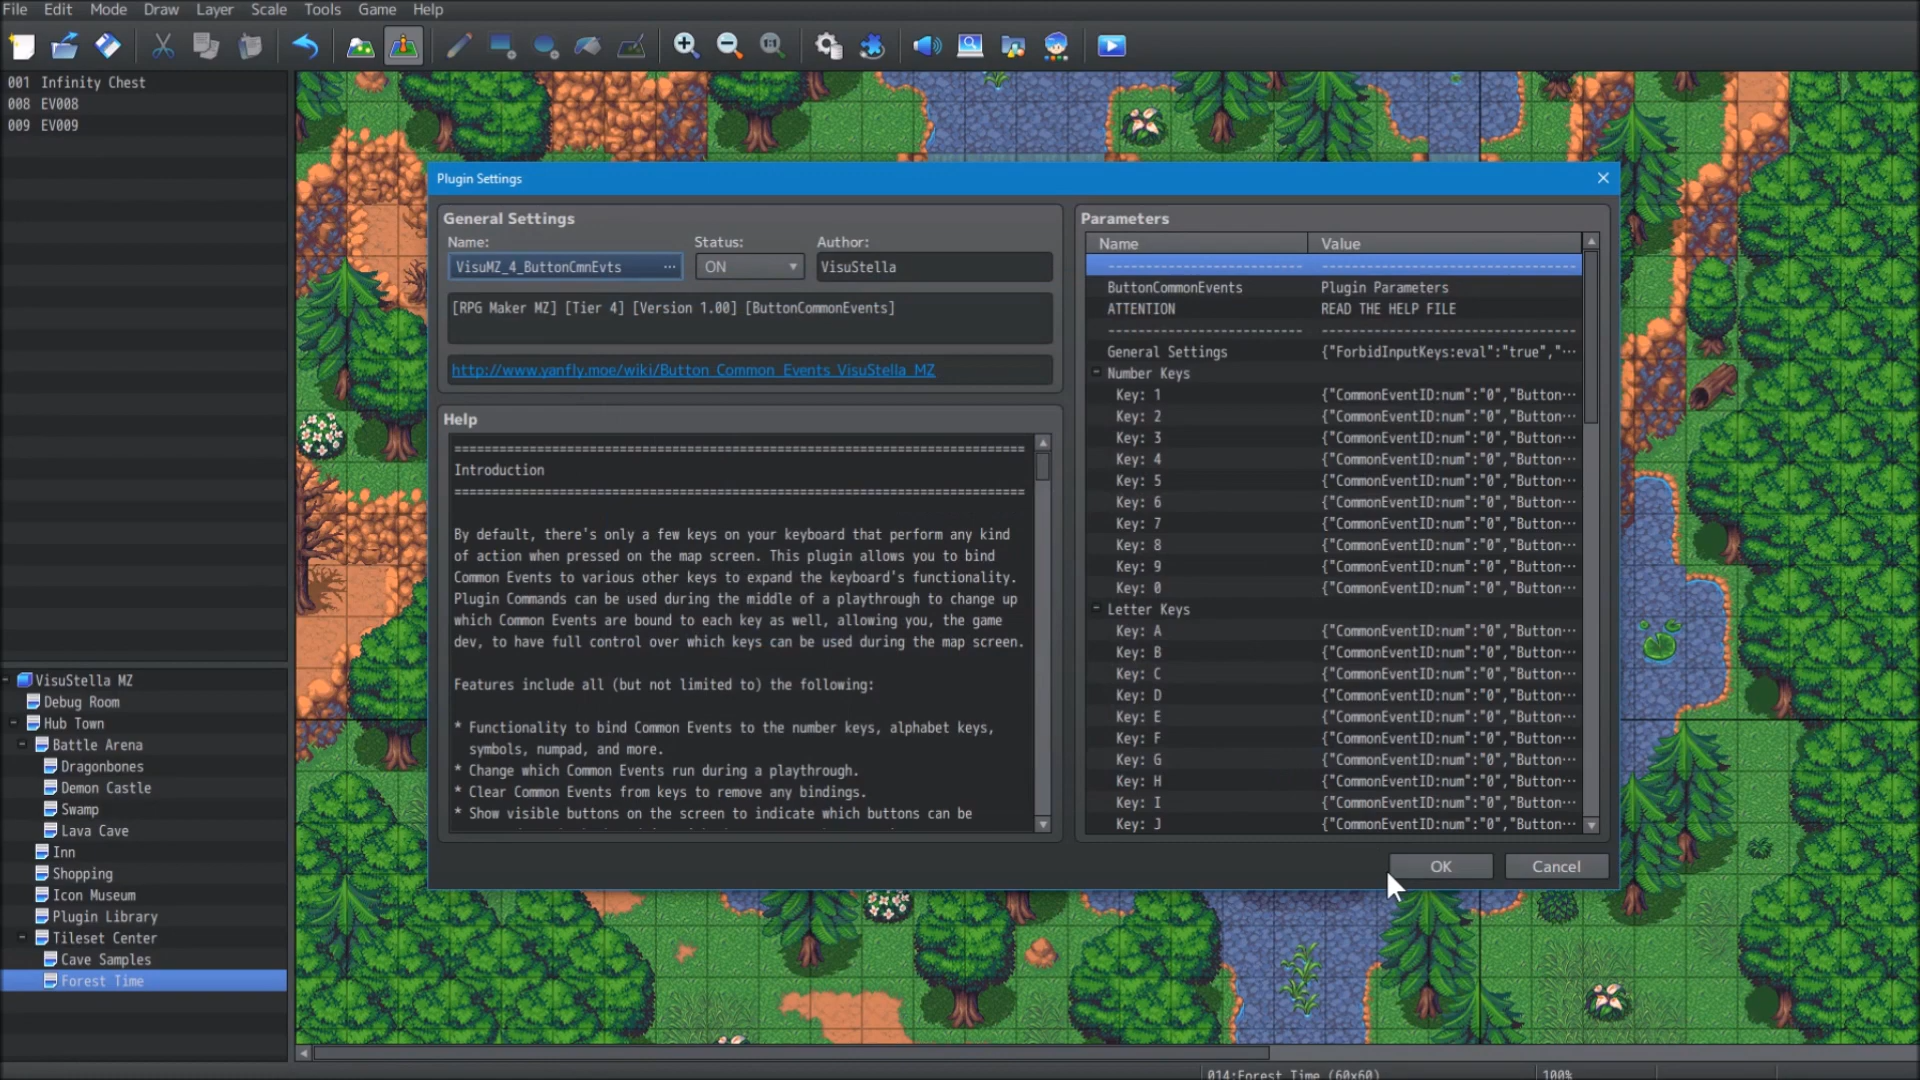 File Edit Mode Draw Layer Scale Tools Game Help
001 Infinity Chest
008 EV008
009 EV009
VisuStella MZ
Debug Room
Hub Town
Battle Arena
Dragonbones
Demon Castle
Swamp
Lava Cave
Inn
Shopping
Icon Museum
Plugin Library
Tileset Center
Cave Samples
Forest Time
Plugin Settings
General Settings
Name: Status: Author:
VisuMZ_4_ButtonCmnEvts ... ON VisuStella
[RPG Maker MZ] [Tier 4] [Version 1.00] [ButtonCommonEvents]
http://www.yanfly.moe/wiki/Button_Common_Events_VisuStella_MZ
Help
============================================================================
Introduction
============================================================================
By default, there's only a few keys on your keyboard that perform any kind
of action when pressed on the map screen. This plugin allows you to bind
Common Events to various other keys to expand the keyboard's functionality.
Plugin Commands can be used during the middle of a playthrough to change up
which Common Events are bound to each key as well, allowing you, the game
dev, to have full control over which keys can be used during the map screen.
Features include all (but not limited to) the following:
* Functionality to bind Common Events to the number keys, alphabet keys,
symbols, numpad, and more.
* Change which Common Events run during a playthrough.
* Clear Common Events from keys to remove any bindings.
* Show visible buttons on the screen to indicate which buttons can be
Parameters
Name Value
-------------------------- ----------------------------------
ButtonCommonEvents Plugin Parameters
ATTENTION READ THE HELP FILE
-------------------------- ----------------------------------
General Settings {"ForbidInputKeys:eval":"true","…
Number Keys
Key: 1 {"CommonEventID:num":"0","Button…
Key: 2 {"CommonEventID:num":"0","Button…
Key: 3 {"CommonEventID:num":"0","Button…
Key: 4 {"CommonEventID:num":"0","Button…
Key: 5 {"CommonEventID:num":"0","Button…
Key: 6 {"CommonEventID:num":"0","Button…
Key: 7 {"CommonEventID:num":"0","Button…
Key: 8 {"CommonEventID:num":"0","Button…
Key: 9 {"CommonEventID:num":"0","Button…
Key: 0 {"CommonEventID:num":"0","Button…
Letter Keys
Key: A {"CommonEventID:num":"0","Button…
Key: B {"CommonEventID:num":"0","Button…
Key: C {"CommonEventID:num":"0","Button…
Key: D {"CommonEventID:num":"0","Button…
Key: E {"CommonEventID:num":"0","Button…
Key: F {"CommonEventID:num":"0","Button…
Key: G {"CommonEventID:num":"0","Button…
Key: H {"CommonEventID:num":"0","Button…
Key: I {"CommonEventID:num":"0","Button…
Key: J {"CommonEventID:num":"0","Button…
OK Cancel
014:Forest Time (60x60) 100%